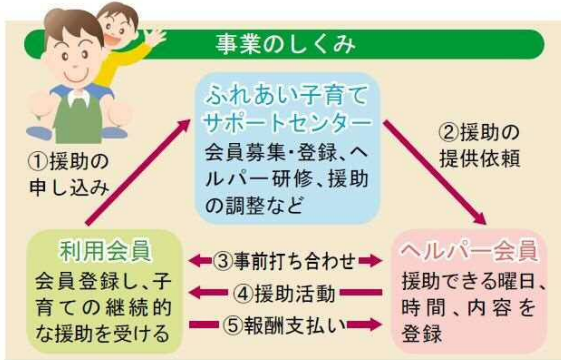 事業のしくみ
ふれあい子育て
サポートセンター
会員募集・登録、ヘ
ルパー研修、援助
の調整など
①援助の
申し込み
②援助の
提供依頼
利用会員
会員登録し、子
育ての継続的
な援助を受ける
③事前打ち合わせ
④援助活動
⑤報酬支払い
ヘルパー会員
援助できる曜日、
時間、内容を
登録